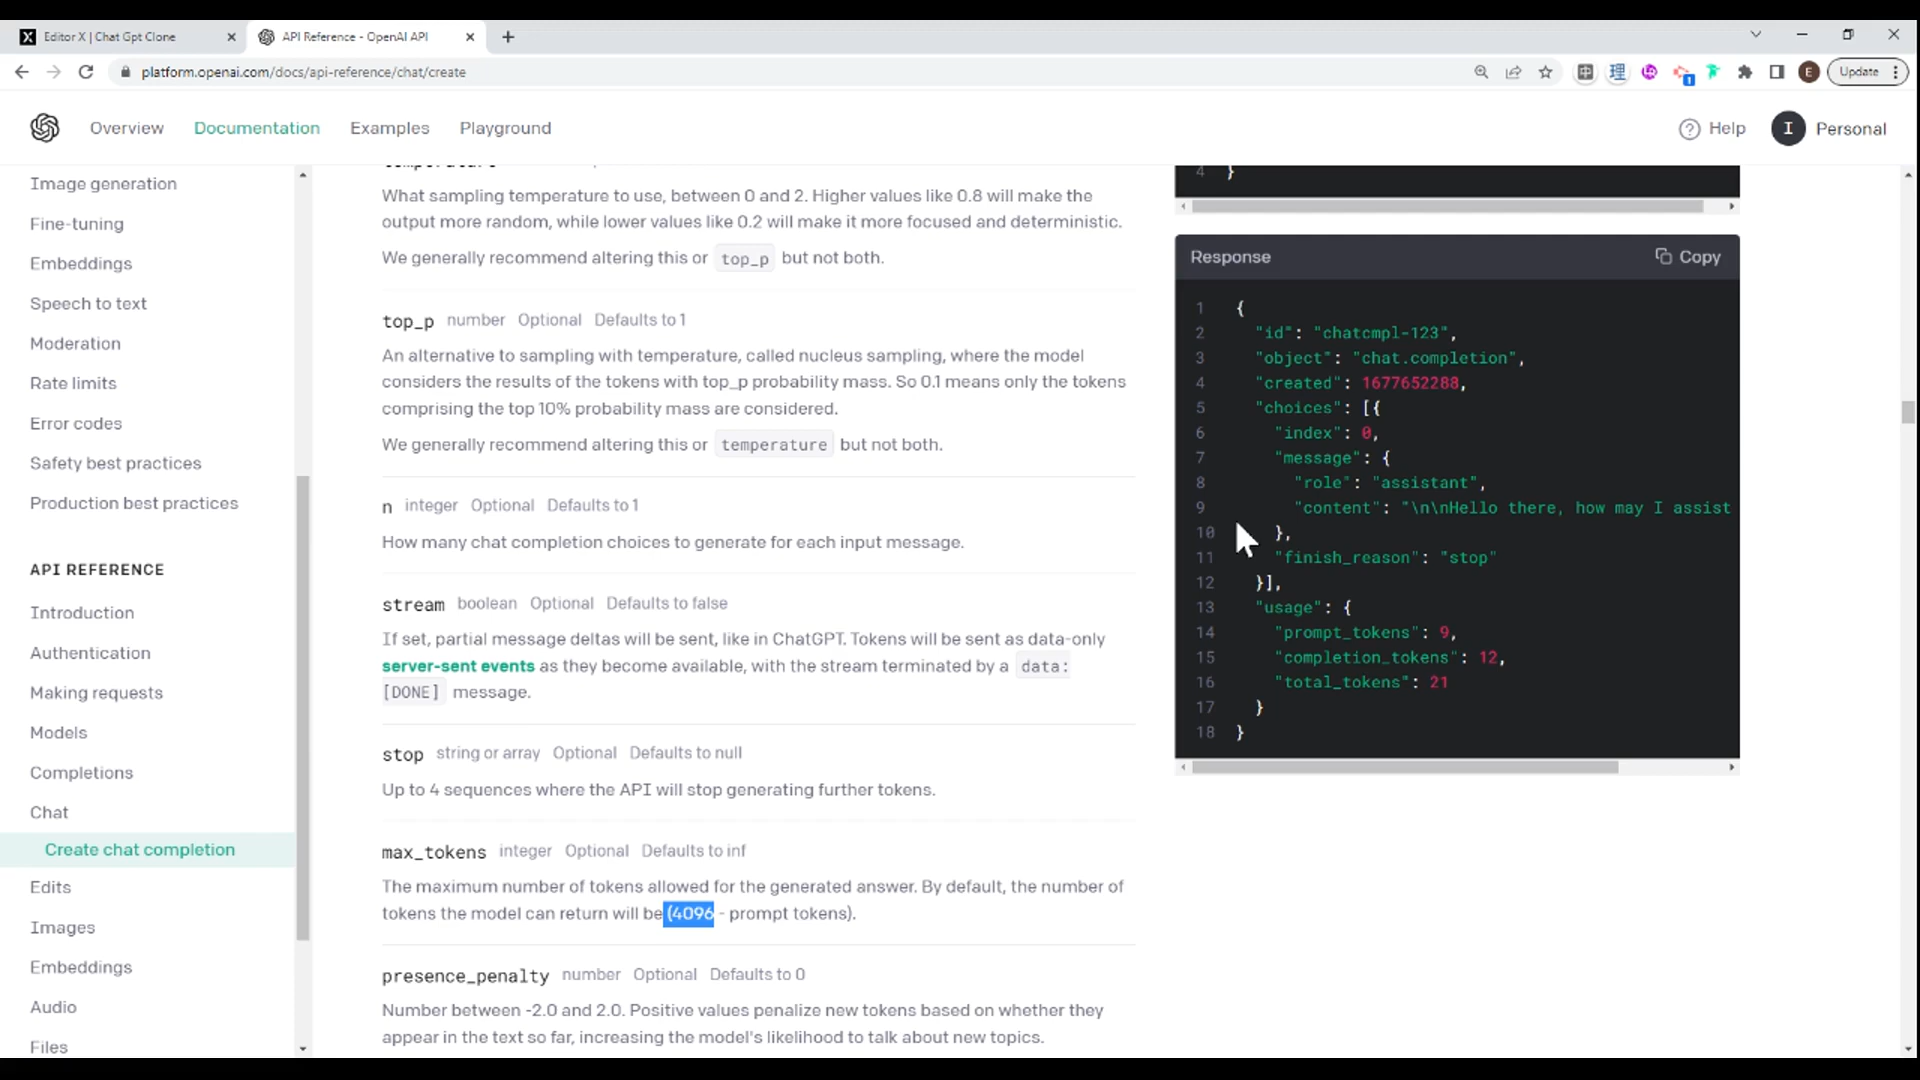 Editor X | Chat Gpt Clone
API Reference - OpenAI API
platform.openai.com/docs/api-reference/chat/create
1
E
Update
Overview
Documentation
Examples
Playground
Help
I
Personal
Image generation
Fine-tuning
Embeddings
Speech to text
Moderation
Rate limits
Error codes
Safety best practices
Production best practices
API REFERENCE
Introduction
Authentication
Making requests
Models
Completions
Chat
Create chat completion
Edits
Images
Embeddings
Audio
Files
What sampling temperature to use, between 0 and 2. Higher values like 0.8 will make the
output more random, while lower values like 0.2 will make it more focused and deterministic.
We generally recommend altering this or top_p but not both.
top_p number Optional Defaults to 1
An alternative to sampling with temperature, called nucleus sampling, where the model
considers the results of the tokens with top_p probability mass. So 0.1 means only the tokens
comprising the top 10% probability mass are considered.
We generally recommend altering this or temperature but not both.
n integer Optional Defaults to 1
How many chat completion choices to generate for each input message.
stream boolean Optional Defaults to false
If set, partial message deltas will be sent, like in ChatGPT. Tokens will be sent as data-only
server-sent events as they become available, with the stream terminated by a data:
[DONE] message.
stop string or array Optional Defaults to null
Up to 4 sequences where the API will stop generating further tokens.
max_tokens integer Optional Defaults to inf
The maximum number of tokens allowed for the generated answer. By default, the number of
tokens the model can return will be (4096 - prompt tokens).
presence_penalty number Optional Defaults to 0
Number between -2.0 and 2.0. Positive values penalize new tokens based on whether they
appear in the text so far, increasing the model's likelihood to talk about new topics.
4 }
Response
Copy
1 {
2 "id": "chatcmpl-123",
3 "object": "chat.completion",
4 "created": 1677652288,
5 "choices": [{
6 "index": 0,
7 "message": {
8 "role": "assistant",
9 "content": "\n\nHello there, how may I assist
10 },
11 "finish_reason": "stop"
12 }],
13 "usage": {
14 "prompt_tokens": 9,
15 "completion_tokens": 12,
16 "total_tokens": 21
17 }
18 }